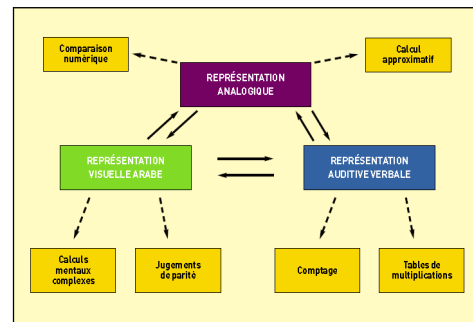 Comparaison
numérique
Calcul
approximatif
REPRÉSENTATION
ANALOGIQUE
REPRÉSENTATION
VISUELLE ARABE
REPRÉSENTATION
AUDITIVE VERBALE
Calculs
mentaux
complexes
Jugements
de parité
Comptage
Tables de
multiplications